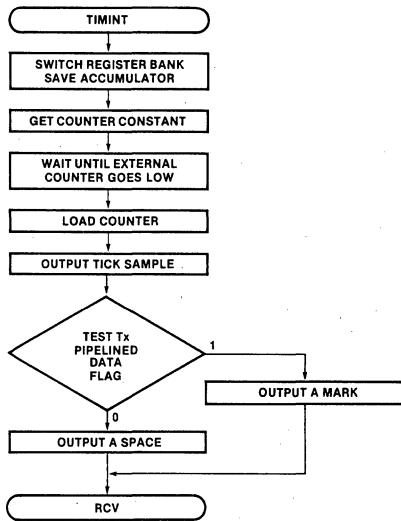 TIMINT
SWITCH REGISTER BANK
SAVE ACCUMULATOR
GET COUNTER CONSTANT
WAIT UNTIL EXTERNAL
COUNTER GOES LOW
LOAD COUNTER
OUTPUT TICK SAMPLE
TEST Tx
PIPELINED
DATA
FLAG
1
OUTPUT A MARK
0
OUTPUT A SPACE
RCV